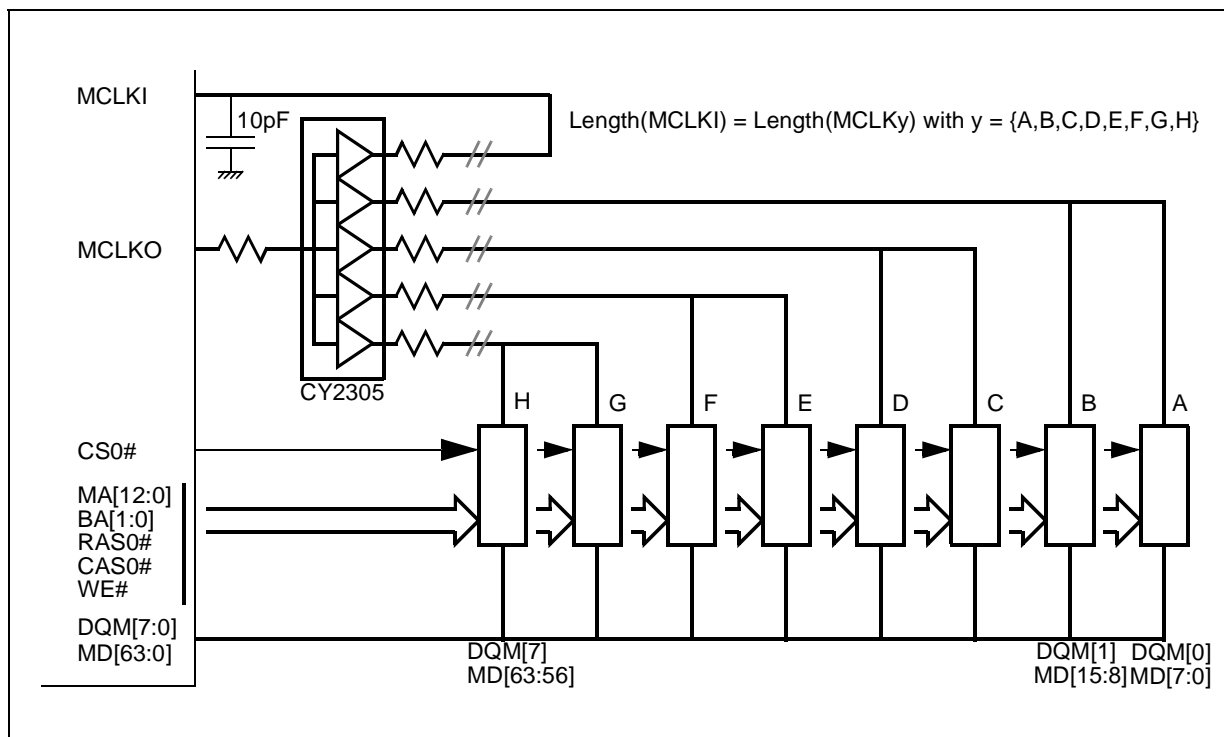 MCLKI
10pF
Length(MCLKI) = Length(MCLKy) with y = {A,B,C,D,E,F,G,H}
MCLKO
CY2305
H G F E D C B A
CS0#
MA[12:0]
BA[1:0]
RAS0#
CAS0#
WE#
DQM[7:0]
MD[63:0]
DQM[7] DQM[1] DQM[0]
MD[63:56] MD[15:8] MD[7:0]